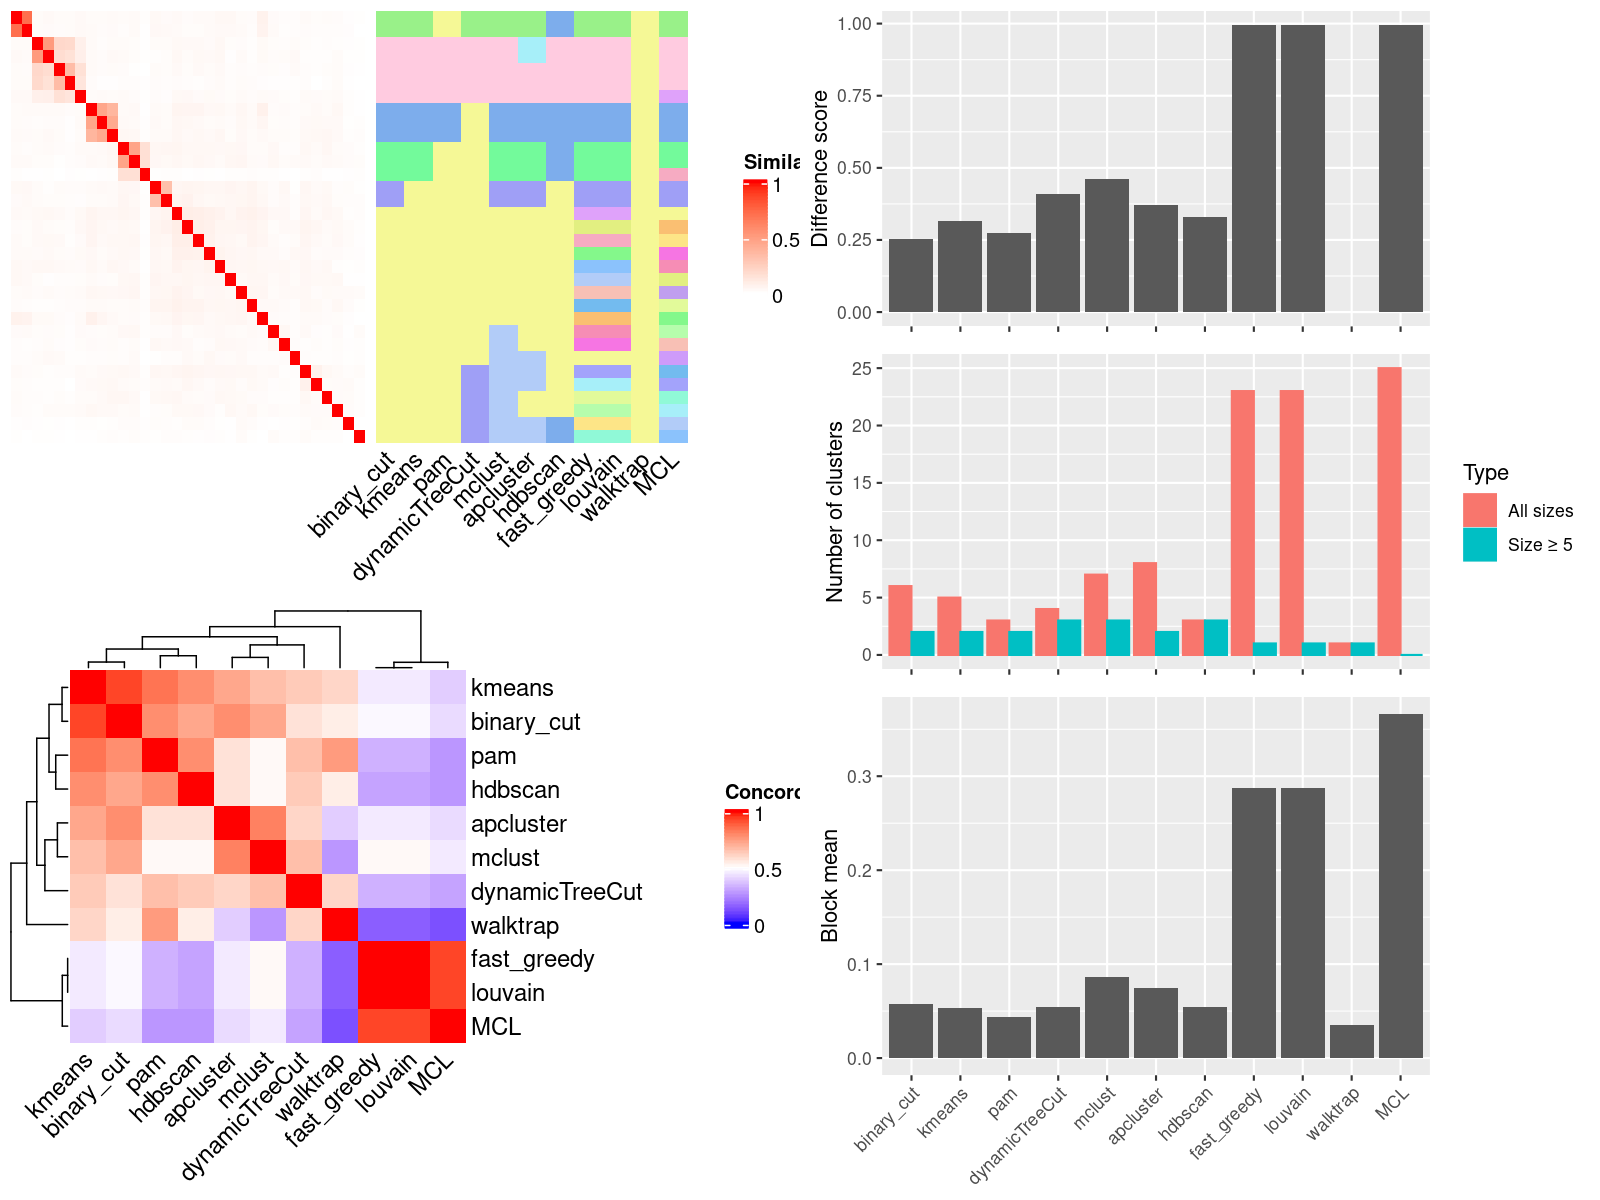 Simila
1
0.5
0
binary_cut
kmeans
pam
dynamicTreeCut
mclust
apcluster
hdbscan
fast_greedy
louvain
walktrap
MCL
Concord
1
0.5
0
kmeans
binary_cut
pam
hdbscan
apcluster
mclust
dynamicTreeCut
walktrap
fast_greedy
louvain
MCL
kmeans
binary_cut
pam
hdbscan
apcluster
mclust
dynamicTreeCut
walktrap
fast_greedy
louvain
MCL
Difference score
1.00
0.75
0.50
0.25
0.00
Number of clusters
25
20
15
10
5
0
Type
All sizes
Size ≥ 5
Block mean
0.3
0.2
0.1
0.0
binary_cut
kmeans
pam
dynamicTreeCut
mclust
apcluster
hdbscan
fast_greedy
louvain
walktrap
MCL